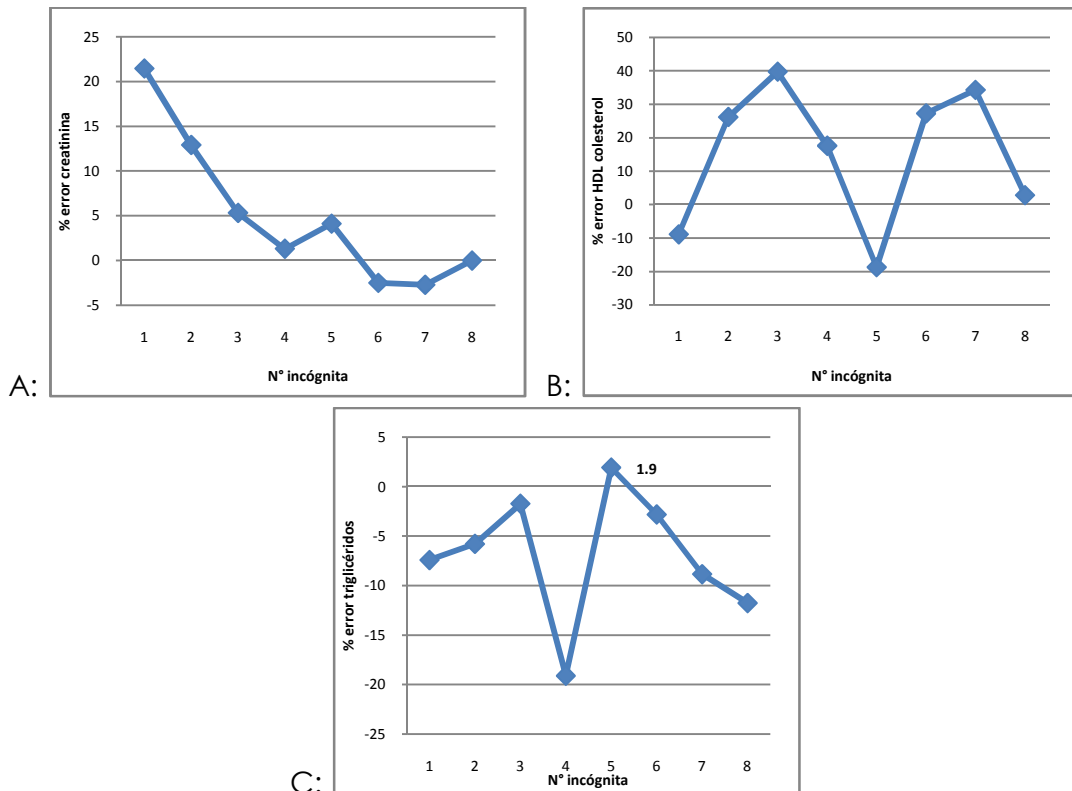 25
20
15
10
5
0
-5
% error creatinina
1 2 3 4 5 6 7 8
N° incógnita
A:
50
40
30
20
10
0
-10
-20
-30
% error HDL colesterol
1 2 3 4 5 6 7 8
N° incógnita
B:
5
0
-5
-10
-15
-20
-25
% error triglicéridos
1.9
1 2 3 4 5 6 7 8
N° incógnita
C: